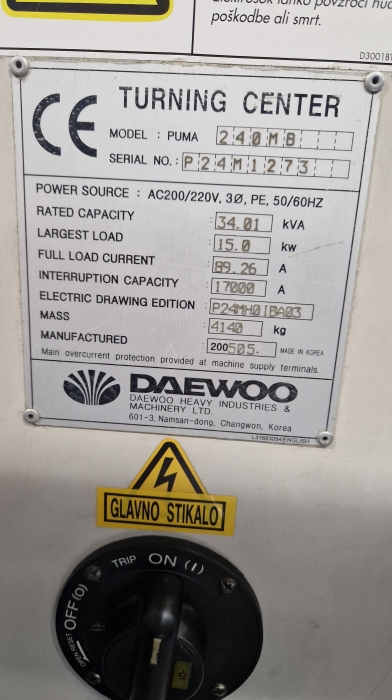 poškodbe ali smrt.
CE TURNING CENTER
MODEL : PUMA 240MB
SERIAL NO. : P24M1273
POWER SOURCE : AC200/220V, 3Ø, PE, 50/60HZ
RATED CAPACITY : 34.01 kVA
LARGEST LOAD : 15.0 kw
FULL LOAD CURRENT : 89.26 A
INTERRUPTION CAPACITY : 17000 A
ELECTRIC DRAWING EDITION : P24MH01BA03
MASS : 4140 kg
MANUFACTURED : 200505. MADE IN KOREA
Main overcurrent protection provided at machine supply terminals.
DAEWOO
DAEWOO HEAVY INDUSTRIES &
MACHINERY LTD.
601-3, Namsan-dong, Changwon, Korea
GLAVNO STIKALO
TRIP ON (I)
OPEN RESET OFF(O)